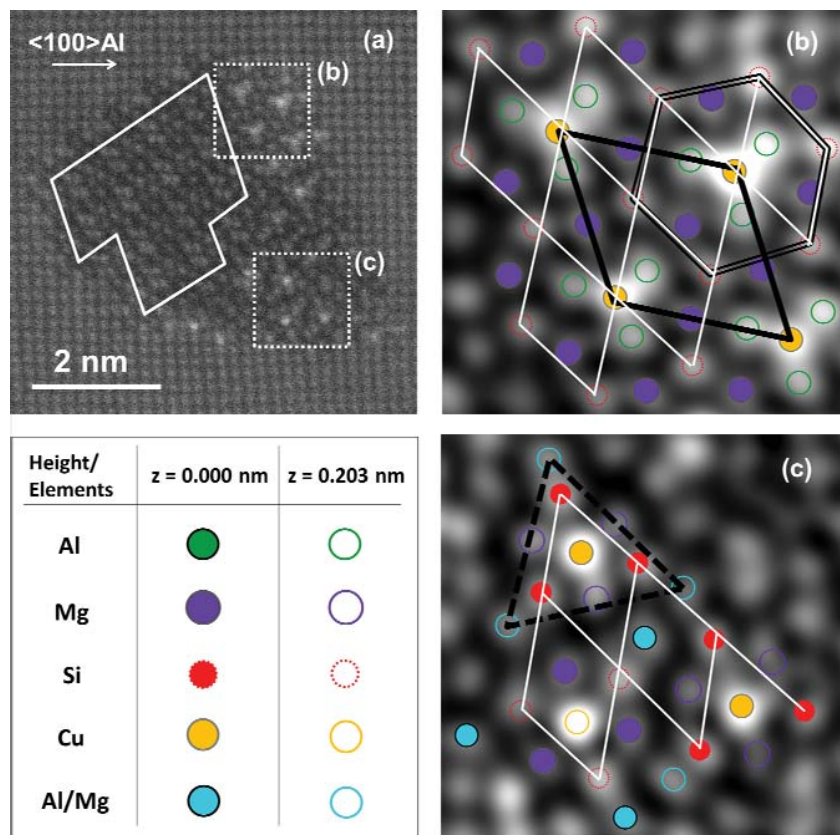 <100>Al
(a)
(b)
(c)
2 nm
(b)
Height/
Elements
z = 0.000 nm
z = 0.203 nm
Al
Mg
Si
Cu
Al/Mg
(c)